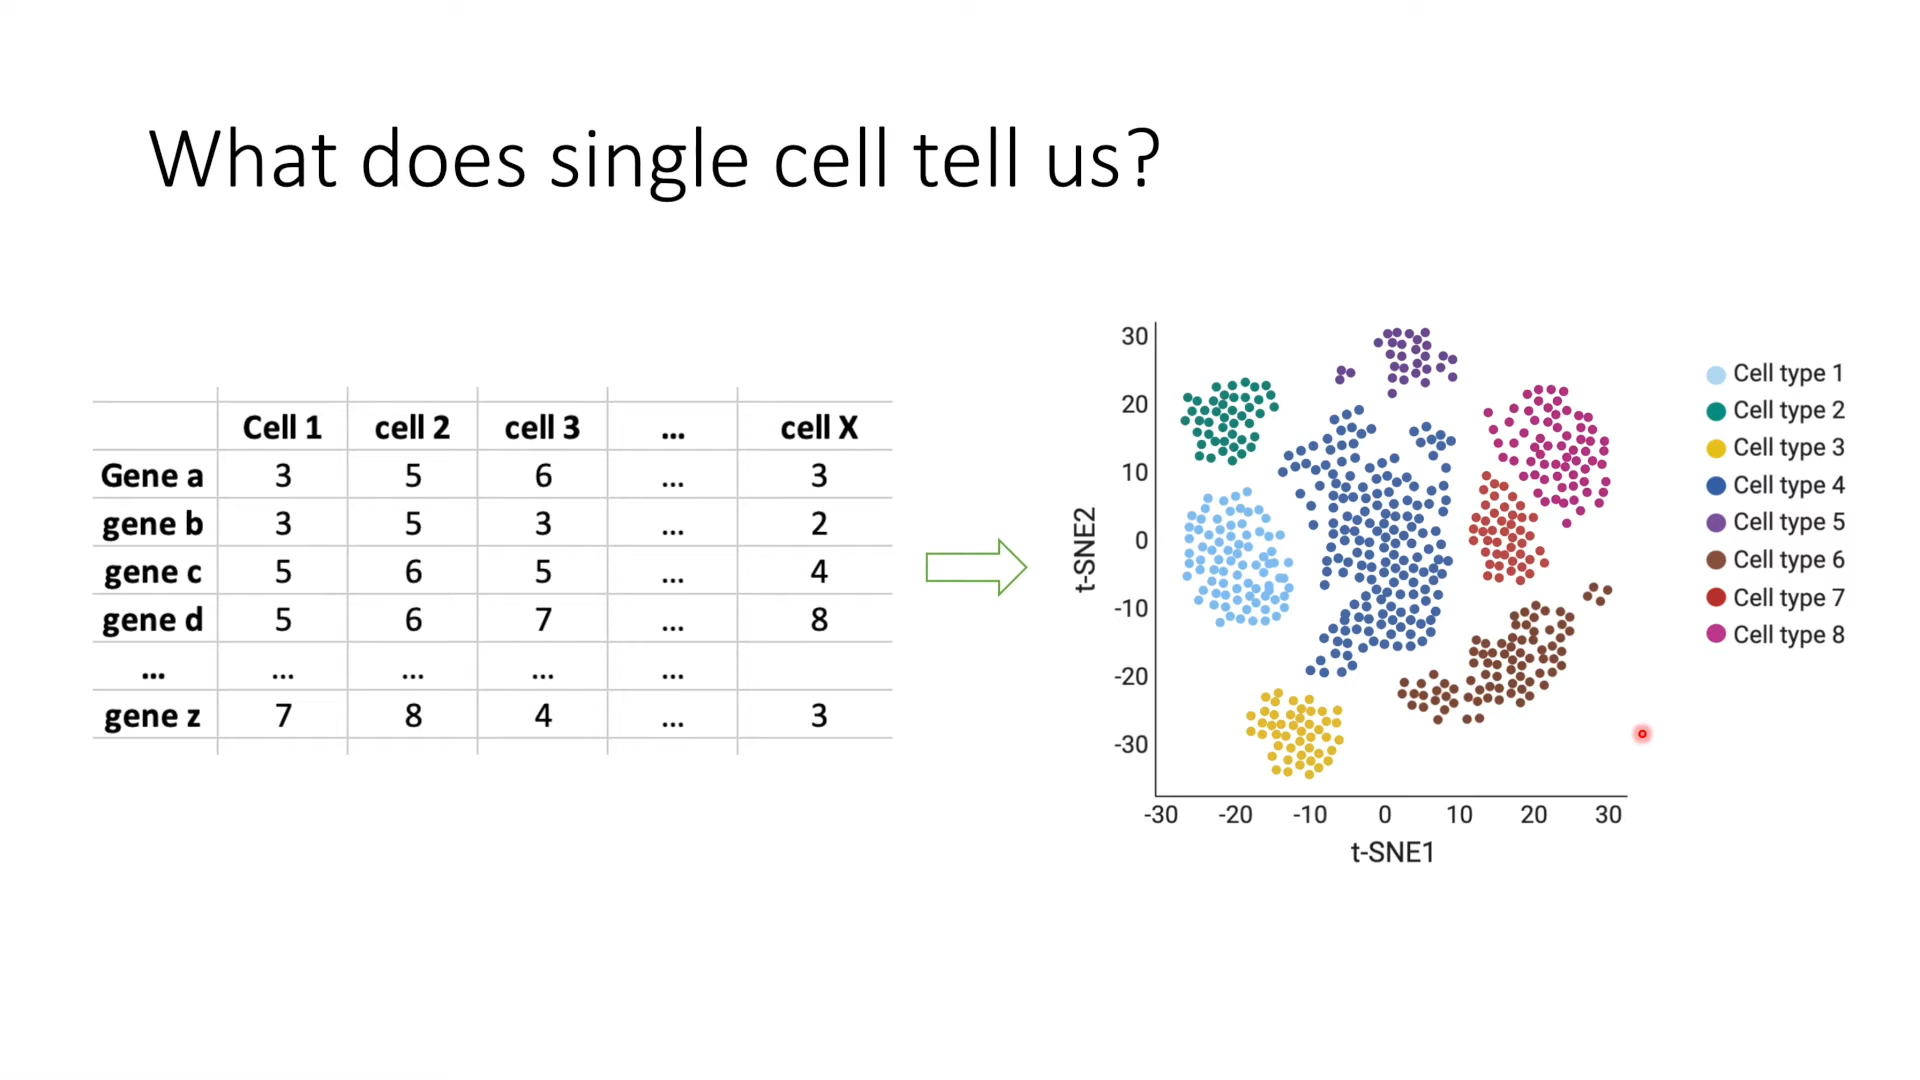 What does single cell tell us?
Cell 1 cell 2 cell 3 ... cell X
Gene a 3 5 6 ... 3
gene b 3 5 3 ... 2
gene c 5 6 5 ... 4
gene d 5 6 7 ... 8
... ... ... ... ...
gene z 7 8 4 ... 3
30
20
10
0
-10
-20
-30
t-SNE2
-30 -20 -10 0 10 20 30
t-SNE1
Cell type 1
Cell type 2
Cell type 3
Cell type 4
Cell type 5
Cell type 6
Cell type 7
Cell type 8